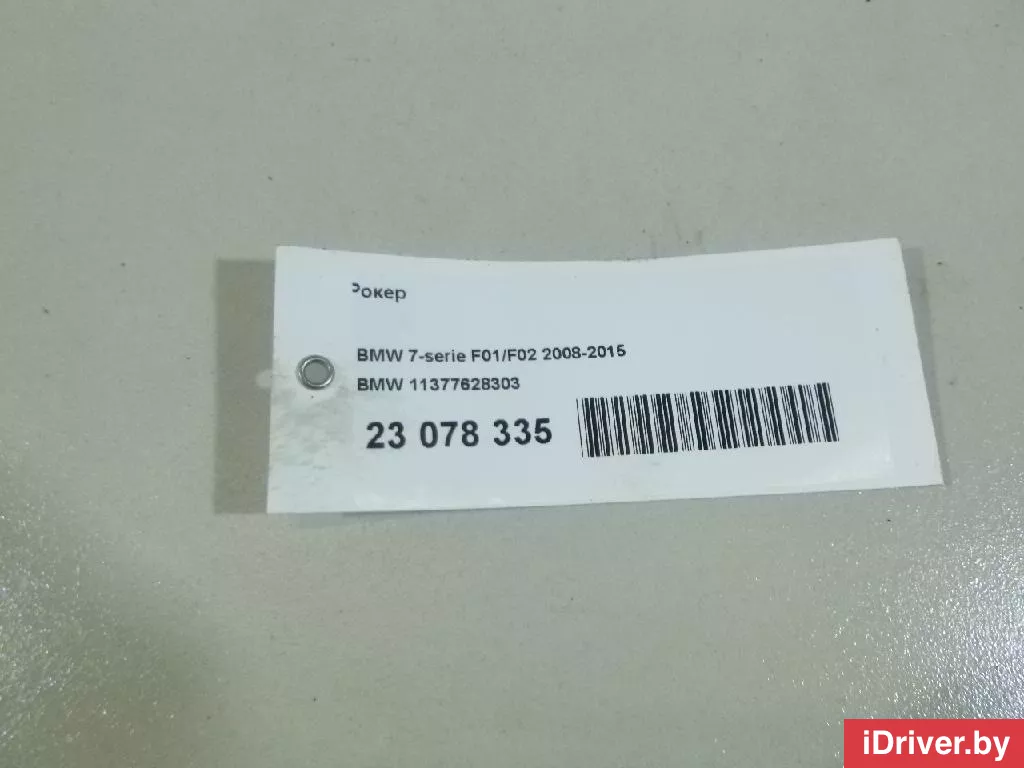 Рокер
BMW 7-serie F01/F02 2008-2015
BMW 11377628303
23 078 335
iDriver.by